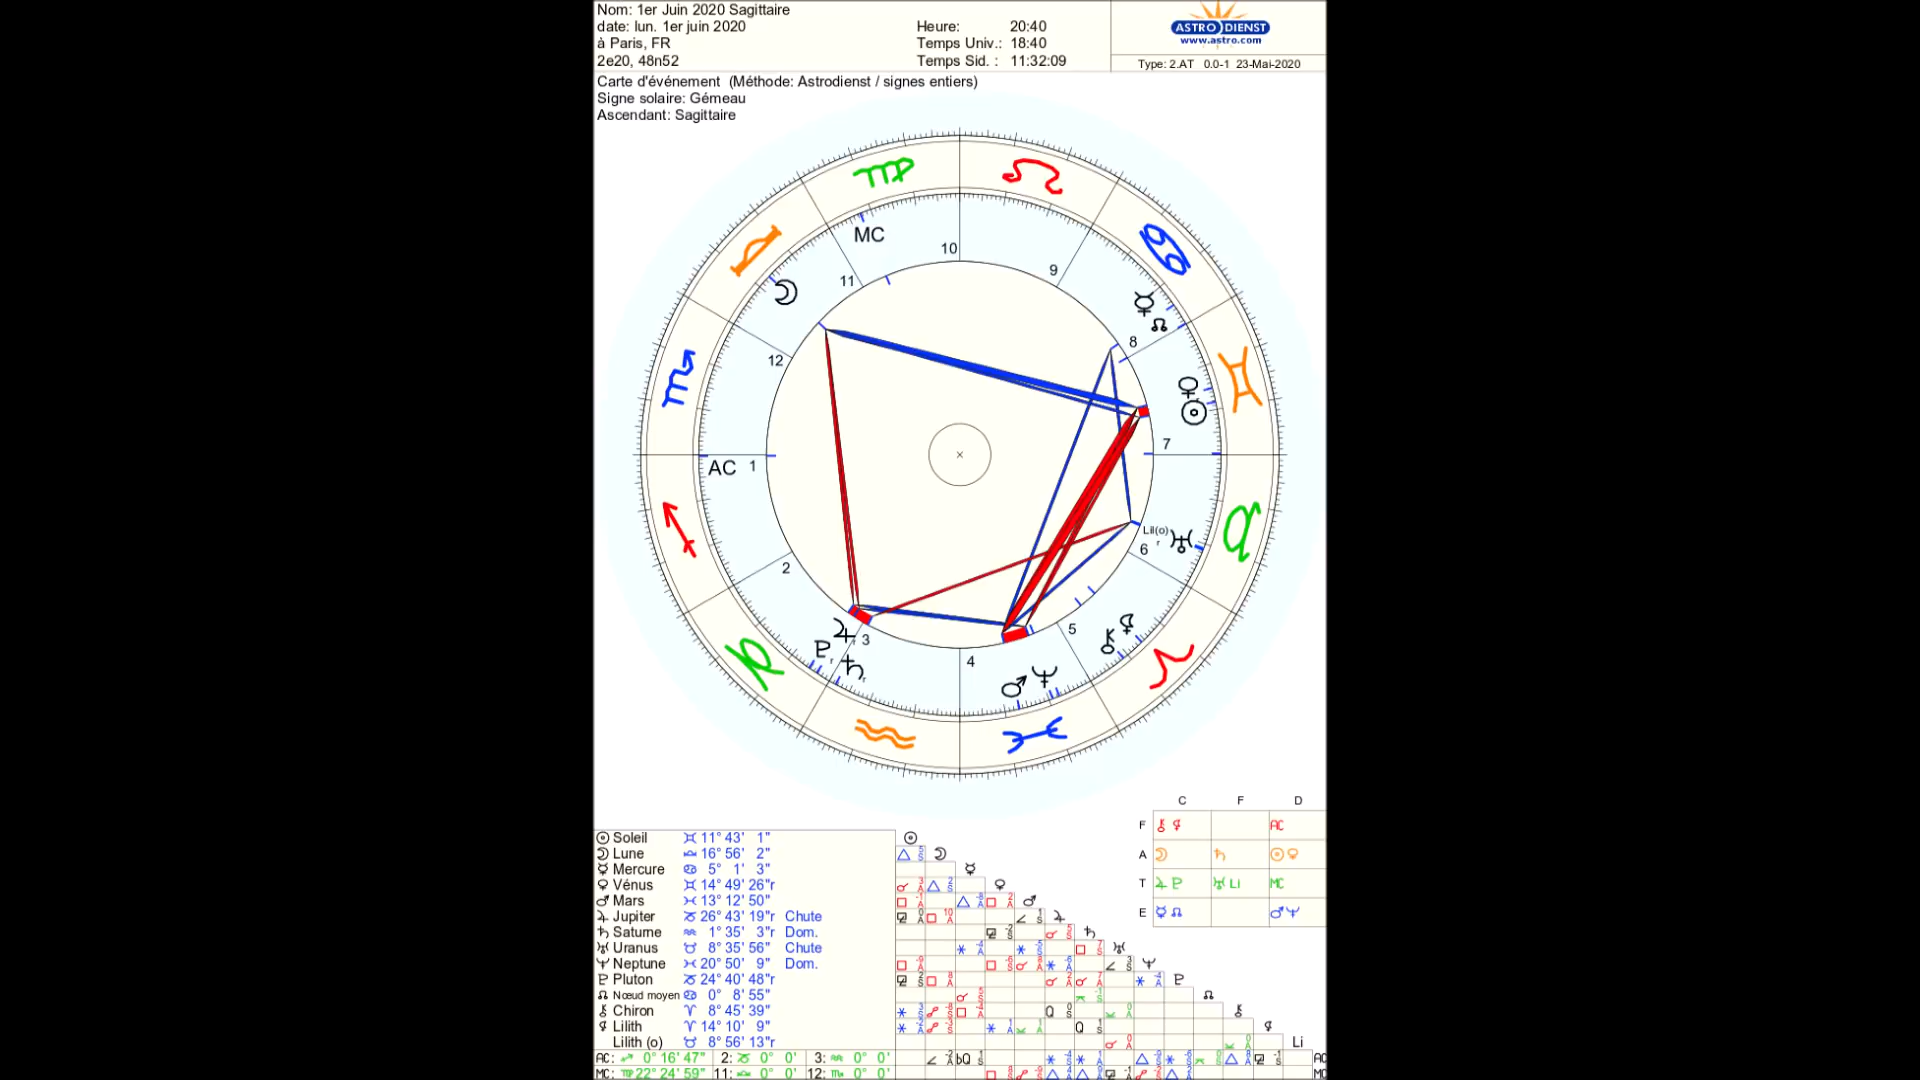 Nom: 1er Juin 2020 Sagittaire
date: lun. 1er juin 2020
à Paris, FR
2e20, 48n52
Heure: 20:40
Temps Univ.: 18:40
Temps Sid. : 11:32:09
ASTRO DIENST
www.astro.com
Type: 2.AT 0.0-1 23-Mai-2020
Carte d'événement (Méthode: Astrodienst / signes entiers)
Signe solaire: Gémeau
Ascendant: Sagittaire
MC
10
9
11
8
12
7
AC 1
Lil(o)
r
6
2
3
5
4
C F D
F AC
A
T LI MC
E
Soleil 11° 43' 1"
Lune 16° 56' 2"
Mercure 5° 1' 3"
Vénus 14° 49' 26"r
Mars 13° 12' 50"
Jupiter 26° 43' 19"r Chute
Saturne 1° 35' 3"r Dom.
Uranus 8° 35' 56" Chute
Neptune 20° 50' 9" Dom.
Pluton 24° 40' 48"r
Nœud moyen 0° 8' 55"
Chiron 8° 45' 39"
Lilith 14° 10' 9"
Lilith (o) 8° 56' 13"r
Li
AC: 0° 16' 47" 2: 0° 0' 3: 0° 0'
MC: 22° 24' 59" 11: 0° 0' 12: 0° 0'